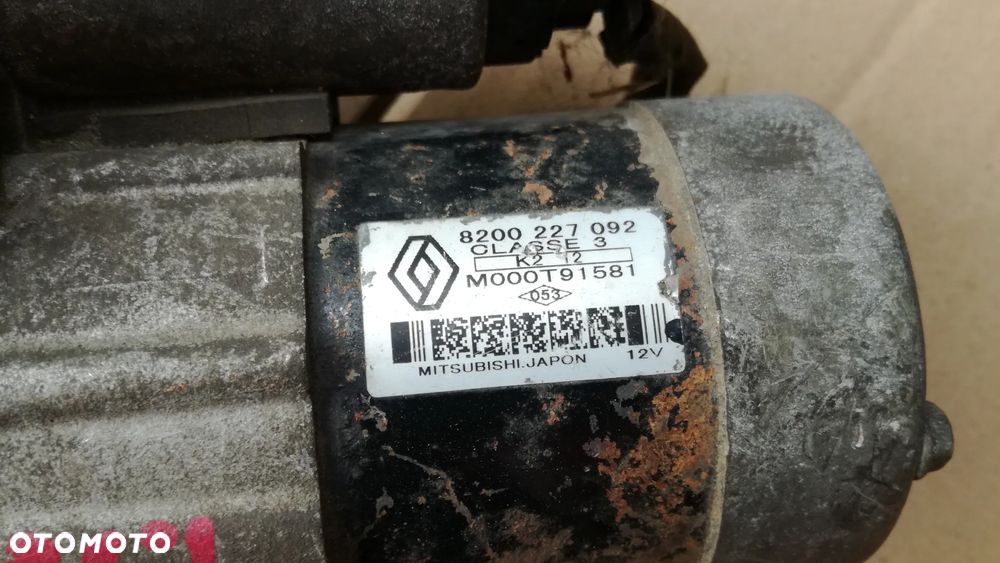 8200 227 092
CLASSE 3
K2 12
M000T91581
053
MITSUBISHI.JAPON 12V
OTOMOTO